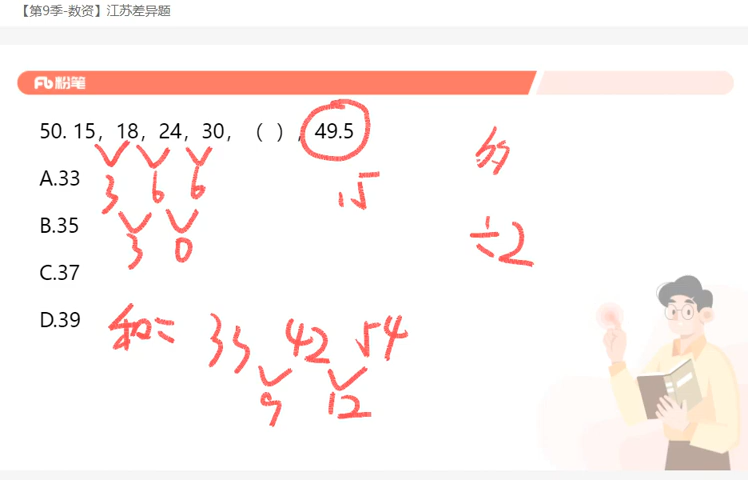 【第9季-数资】江苏差异题
粉笔
50. 15，18，24，30，（ ），49.5
A.33
3 6 6
B.35
3 0
15
÷2
C.37
D.39
和= 33 42 54
9 12